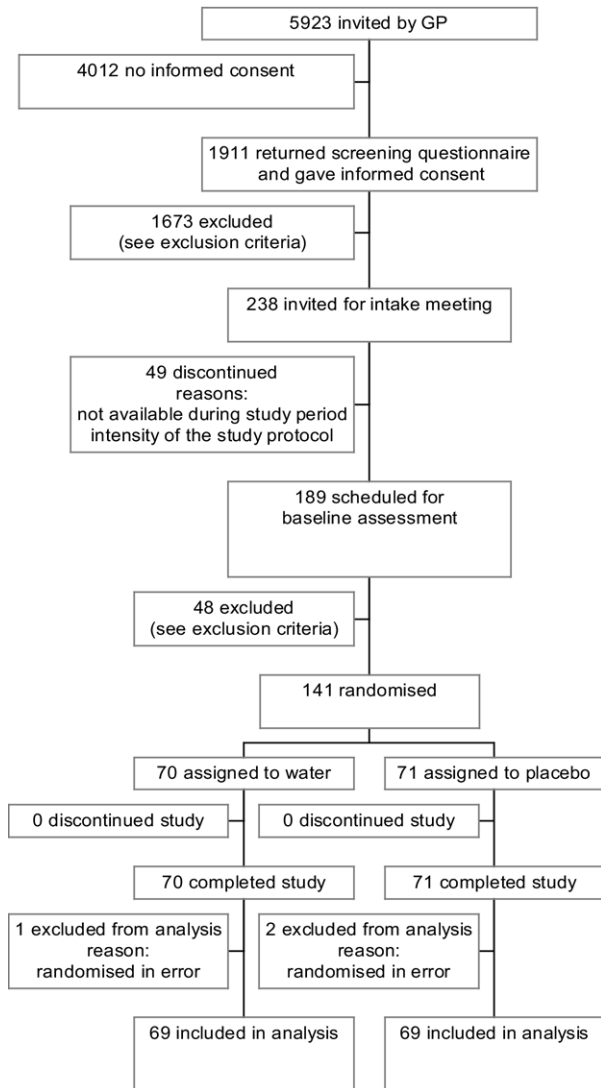 5923 invited by GP
4012 no informed consent
1911 returned screening questionnaire
and gave informed consent
1673 excluded
(see exclusion criteria)
238 invited for intake meeting
49 discontinued
reasons:
not available during study period
intensity of the study protocol
189 scheduled for
baseline assessment
48 excluded
(see exclusion criteria)
141 randomised
70 assigned to water
71 assigned to placebo
0 discontinued study
0 discontinued study
70 completed study
71 completed study
1 excluded from analysis
reason:
randomised in error
2 excluded from analysis
reason:
randomised in error
69 included in analysis
69 included in analysis